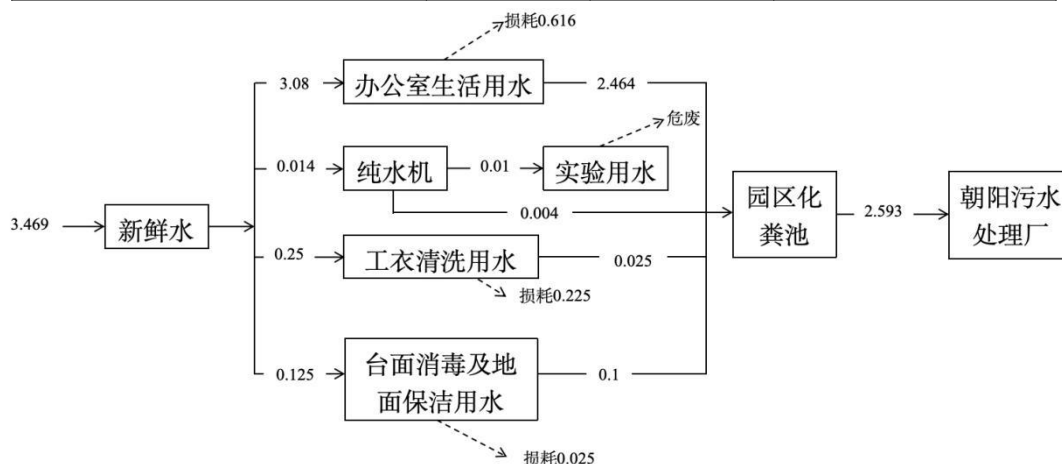 损耗0.616
3.08
办公室生活用水
2.464
危废
0.014
纯水机
0.01
实验用水
0.004
3.469
新鲜水
园区化
粪池
2.593
朝阳污水
处理厂
0.25
工衣清洗用水
0.025
损耗0.225
0.125
台面消毒及地
面保洁用水
0.1
损耗0.025